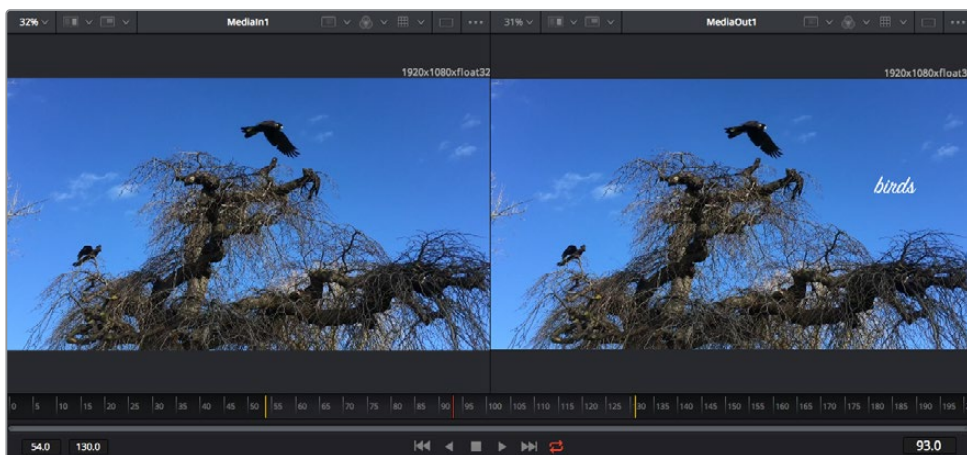 32% MediaIn1 31% MediaOut1
1920x1080xfloat32 1920x1080xfloat32
birds
0 5 10 15 20 25 30 35 40 45 50 55 60 65 70 75 80 85 90 95 100 105 110 115 120 125 130 135 140 145 150 155 160 165 170 175 180 185 190 195
54.0 130.0 93.0